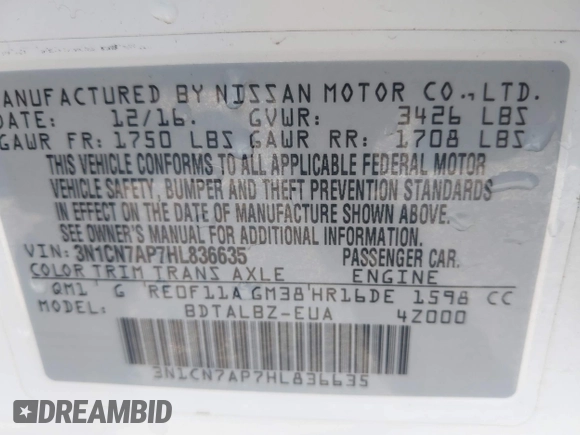 MANUFACTURED BY NISSAN MOTOR CO., LTD.
DATE: 12/16. GVWR: 3426 LBS
GAWR FR: 1750 LBS GAWR RR: 1708 LBS
THIS VEHICLE CONFORMS TO ALL APPLICABLE FEDERAL MOTOR
VEHICLE SAFETY, BUMPER AND THEFT PREVENTION STANDARDS
IN EFFECT ON THE DATE OF MANUFACTURE SHOWN ABOVE.
SEE OWNER'S MANUAL FOR ADDITIONAL INFORMATION.
VIN: 3N1CN7AP7HL836635 PASSENGER CAR.
COLOR TRIM TRANS AXLE ENGINE
QM1 G RE0F11A GM38 HR16DE 1598 CC
MODEL: BDTALBZ-EUA 4Z000
3N1CN7AP7HL836635
DREAMBID